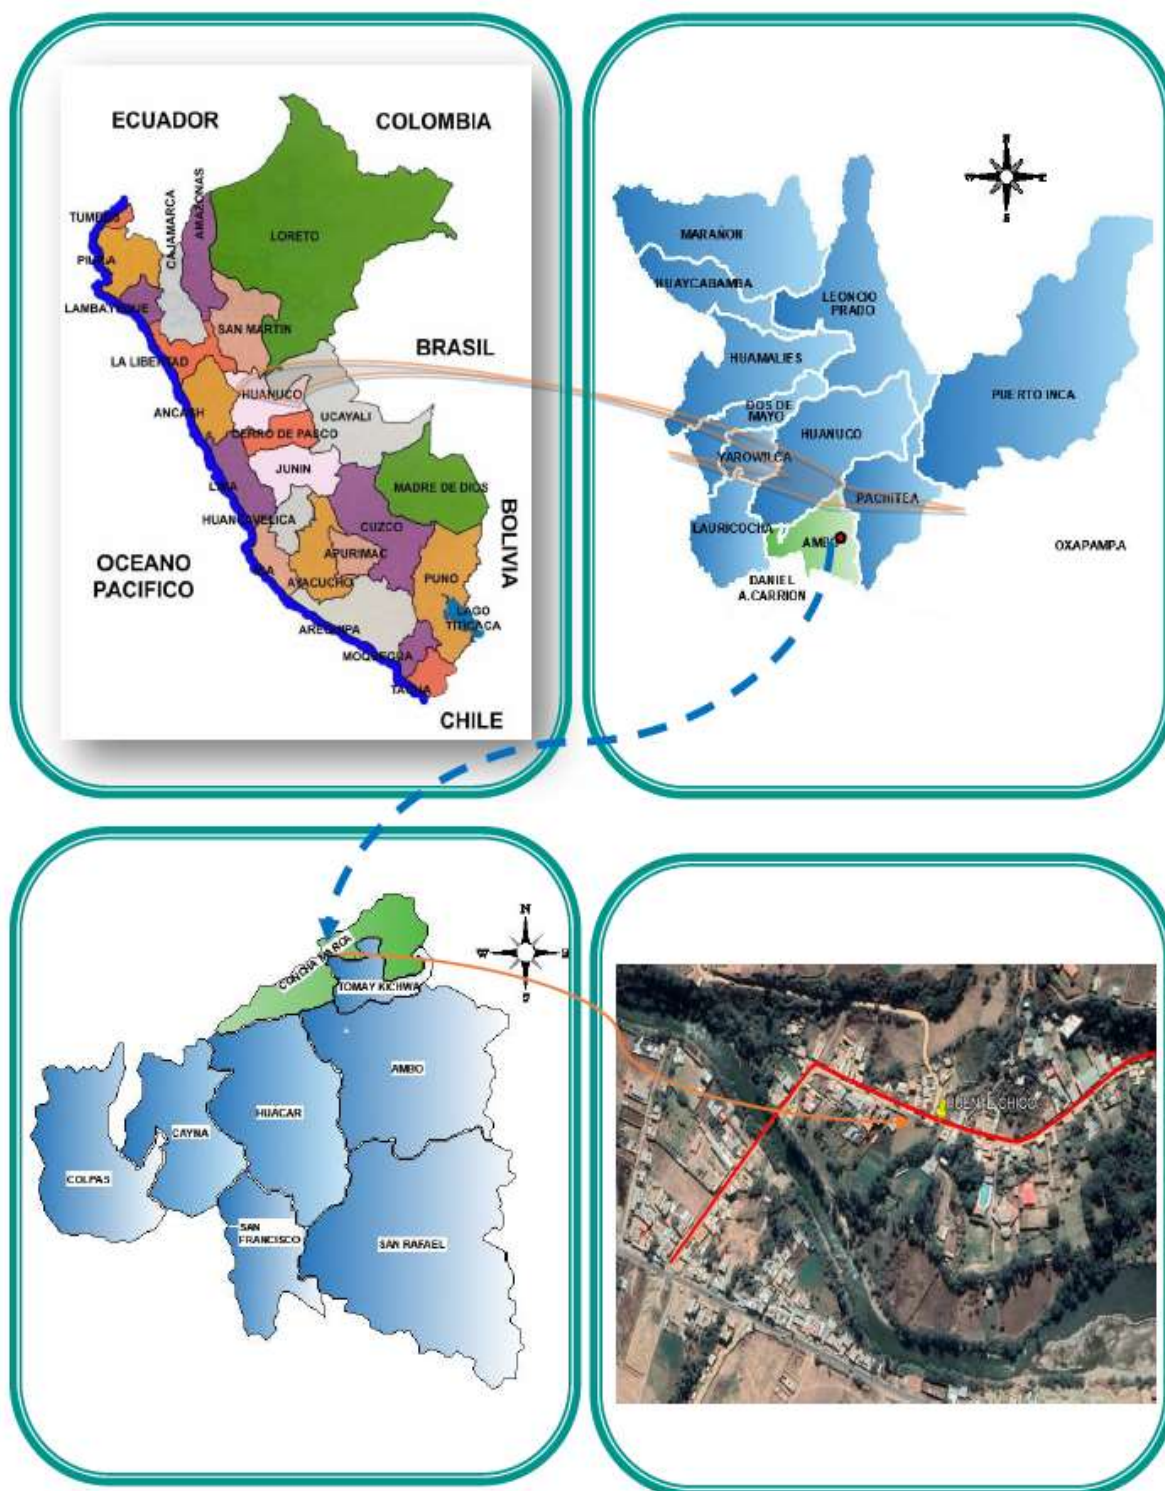 ECUADOR
COLOMBIA
TUMBES
CAJAMARCA
AMAZONAS
LORETO
PIURA
LAMBAYEQUE
SAN MARTIN
LA LIBERTAD
BRASIL
HUANUCO
ANCASH
UCAYALI
CERRO DE PASCO
JUNIN
LIMA
MADRE DE DIOS
HUANCAVELICA
CUZCO
BOLIVIA
OCEANO
PACIFICO
APURIMAC
ICA
AYACUCHO
PUNO
LAGO
TITICACA
AREQUIPA
MOQUEGUA
TACNA
CHILE
N
W
E
S
MARAÑON
HUAYCABAMBA
LEONCIO
PRADO
HUAMALIES
PUERTO INCA
DOS DE
MAYO
HUANUCO
YAROWILCA
PACHITEA
LAURICOCHA
AMBO
OXAPAMPA
DANIEL
A.CARRION
N
W
E
S
CONCHAMARCA
TOMAY KICHWA
AMBO
HUACAR
CAYNA
COLPAS
SAN
FRANCISCO
SAN RAFAEL
PUENTE CHICO